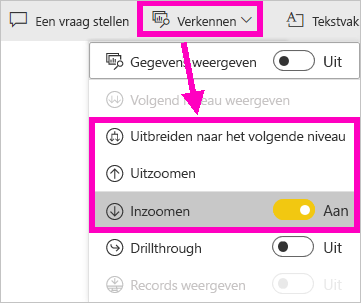 Een vraag stellen Verkennen Tekstvak
Gegevens weergeven Uit
Volgend niveau weergeven
Uitbreiden naar het volgende niveau
Uitzoomen
Inzoomen Aan
Drillthrough Uit
Records weergeven Uit